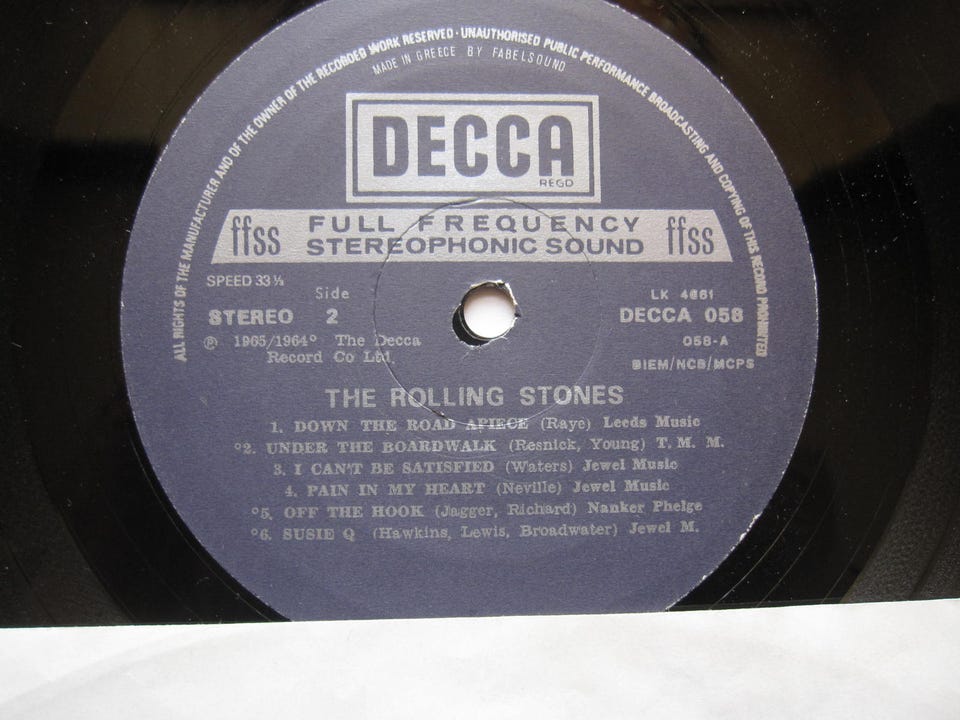 ALL RIGHTS OF THE MANUFACTURER AND OF THE OWNER OF THE RECORDED WORK RESERVED · UNAUTHORISED PUBLIC PERFORMANCE BROADCASTING AND COPYING OF THIS RECORD PROHIBITED
MADE IN GREECE BY FABELSOUND
DECCA
REGD
ffss FULL FREQUENCY STEREOPHONIC SOUND ffss
SPEED 33 ⅓
Side 2
LK 4661
STEREO
DECCA 058
℗ 1965/1964° The Decca Record Co Ltd.
058-A
BIEM/NCB/MCPS
THE ROLLING STONES
1. DOWN THE ROAD APIECE (Raye) Leeds Music
°2. UNDER THE BOARDWALK (Resnick, Young) T. M. M.
3. I CAN'T BE SATISFIED (Waters) Jewel Music
4. PAIN IN MY HEART (Neville) Jewel Music
°5. OFF THE HOOK (Jagger, Richard) Nanker Phelge
°6. SUSIE Q (Hawkins, Lewis, Broadwater) Jewel M.